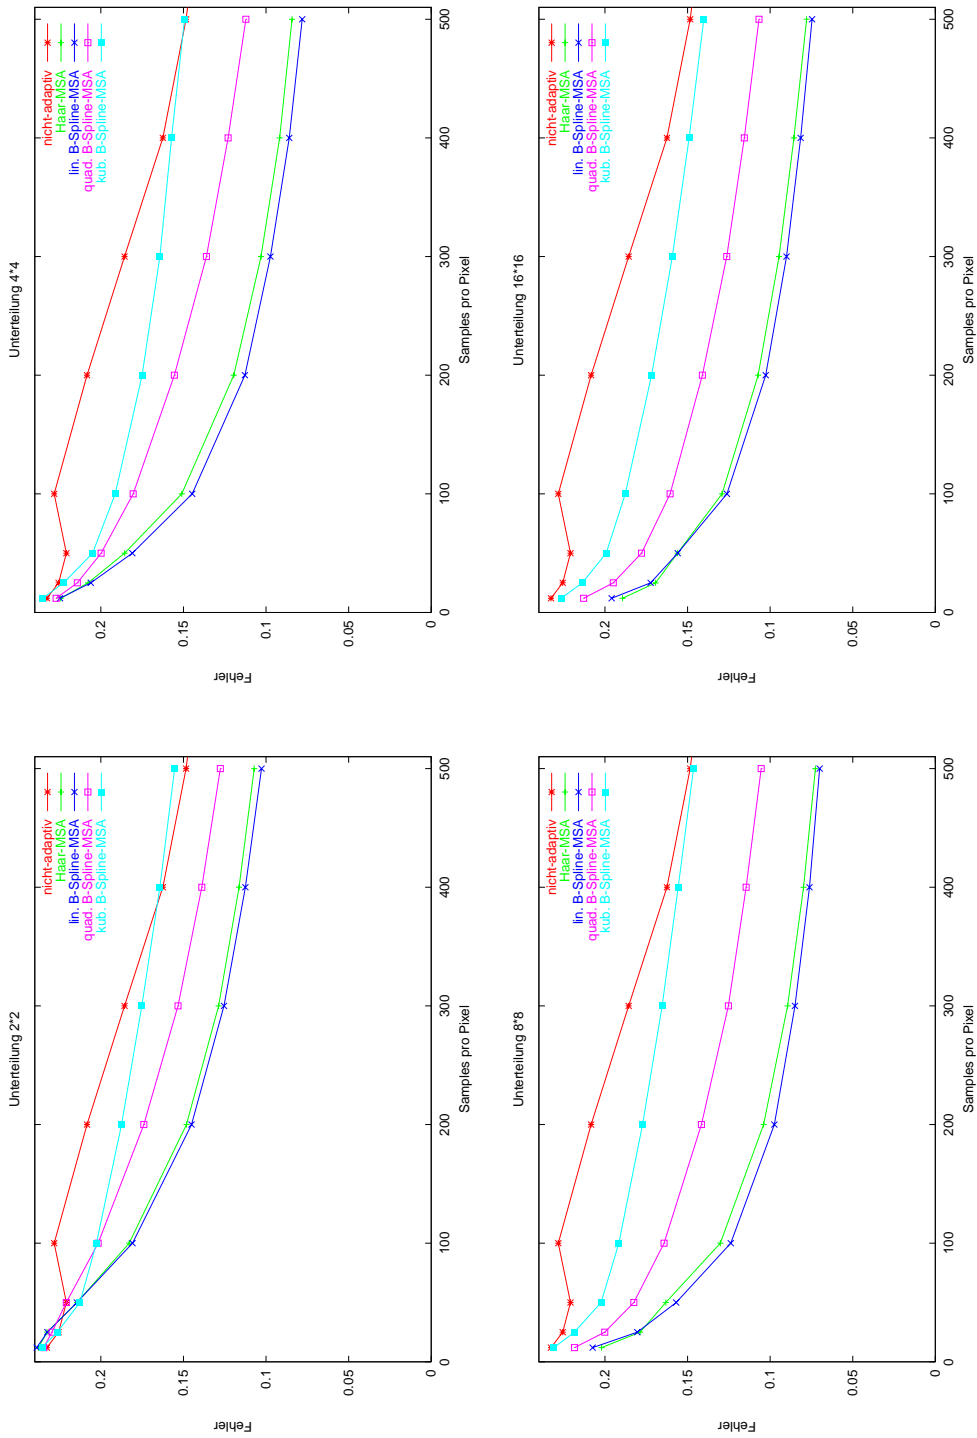 Unterteilung 2*2
nicht-adaptiv
Haar-MSA
lin. B-Spline-MSA
quad. B-Spline-MSA
kub. B-Spline-MSA
0.2
0.15
0.1
0.05
0
Fehler
0 100 200 300 400 500
Samples pro Pixel
Unterteilung 4*4
nicht-adaptiv
Haar-MSA
lin. B-Spline-MSA
quad. B-Spline-MSA
kub. B-Spline-MSA
0.2
0.15
0.1
0.05
0
Fehler
0 100 200 300 400 500
Samples pro Pixel
Unterteilung 8*8
nicht-adaptiv
Haar-MSA
lin. B-Spline-MSA
quad. B-Spline-MSA
kub. B-Spline-MSA
0.2
0.15
0.1
0.05
0
Fehler
0 100 200 300 400 500
Samples pro Pixel
Unterteilung 16*16
nicht-adaptiv
Haar-MSA
lin. B-Spline-MSA
quad. B-Spline-MSA
kub. B-Spline-MSA
0.2
0.15
0.1
0.05
0
Fehler
0 100 200 300 400 500
Samples pro Pixel